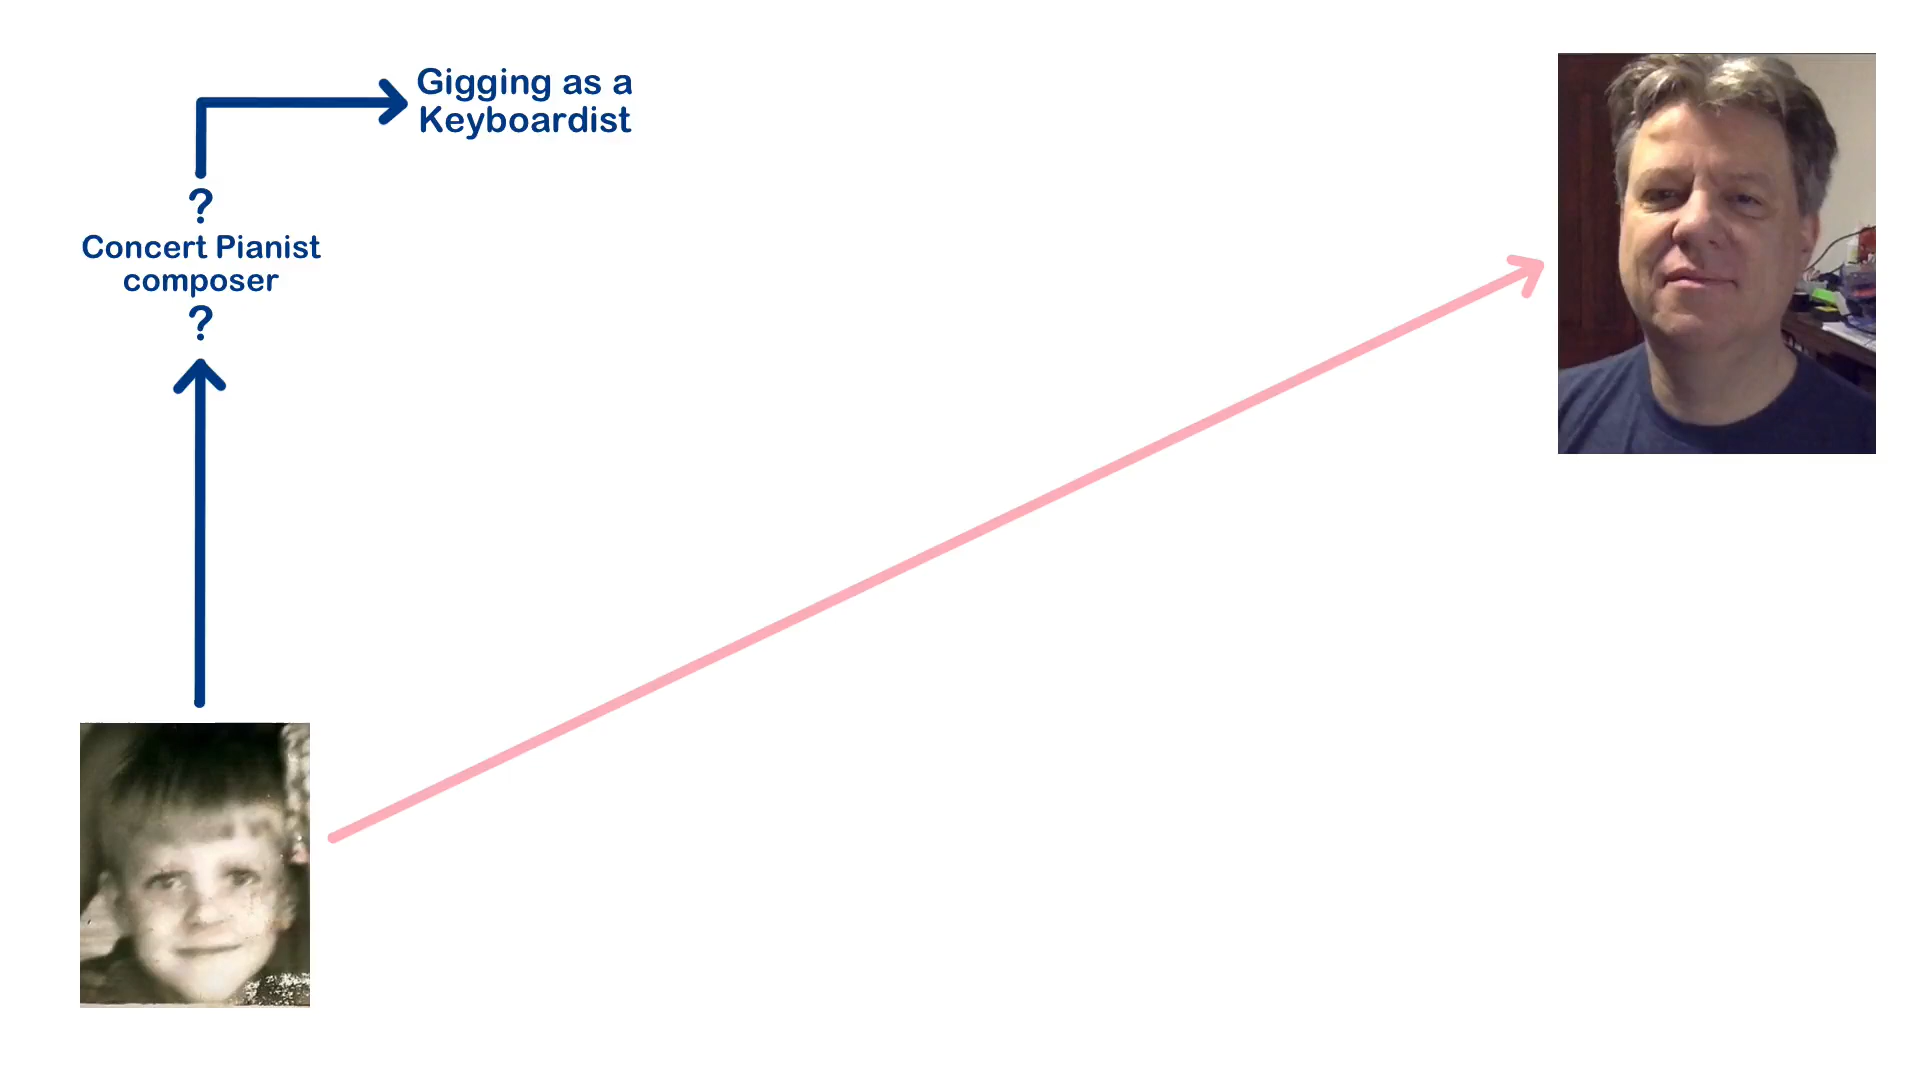 Gigging as a
Keyboardist
?
Concert Pianist
composer
?